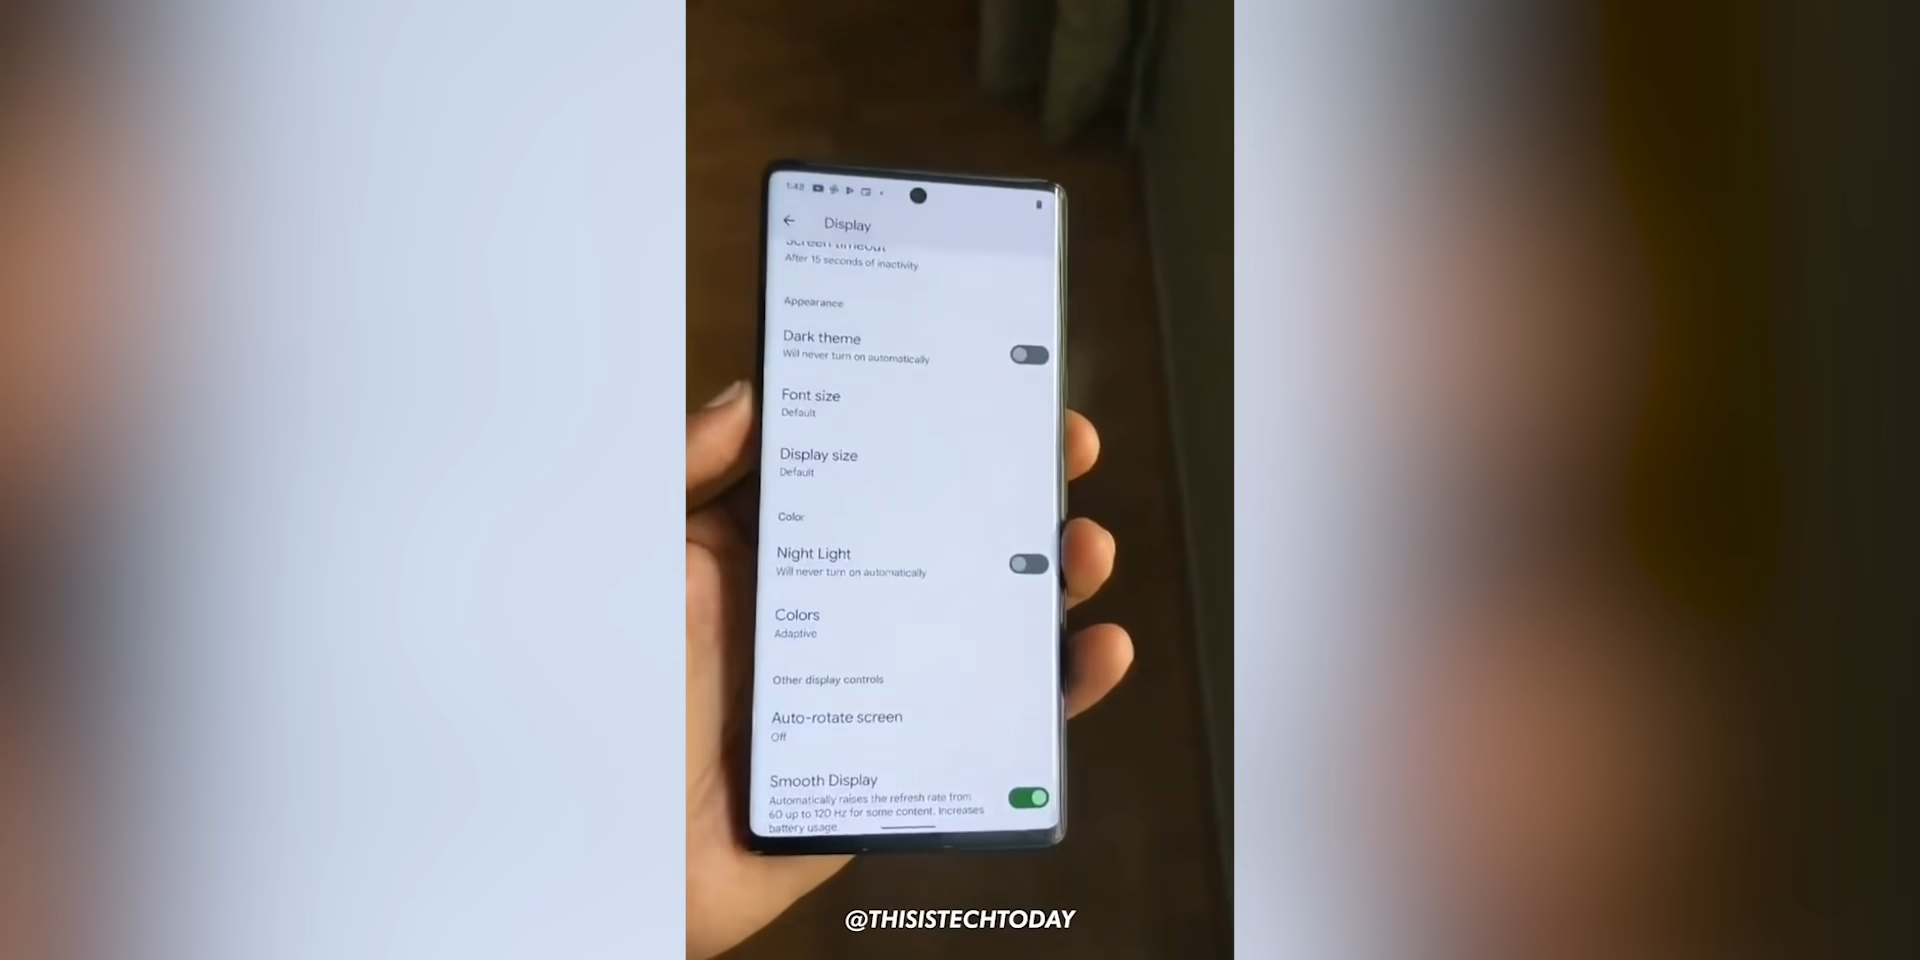 1:43
Display
Screen timeout
After 15 seconds of inactivity
Appearance
Dark theme
Will never turn on automatically
Font size
Default
Display size
Default
Color
Night Light
Will never turn on automatically
Colors
Adaptive
Other display controls
Auto-rotate screen
Off
Smooth Display
Automatically raises the refresh rate from
60 up to 120 Hz for some content. Increases
battery usage.
@THISISTECHTODAY